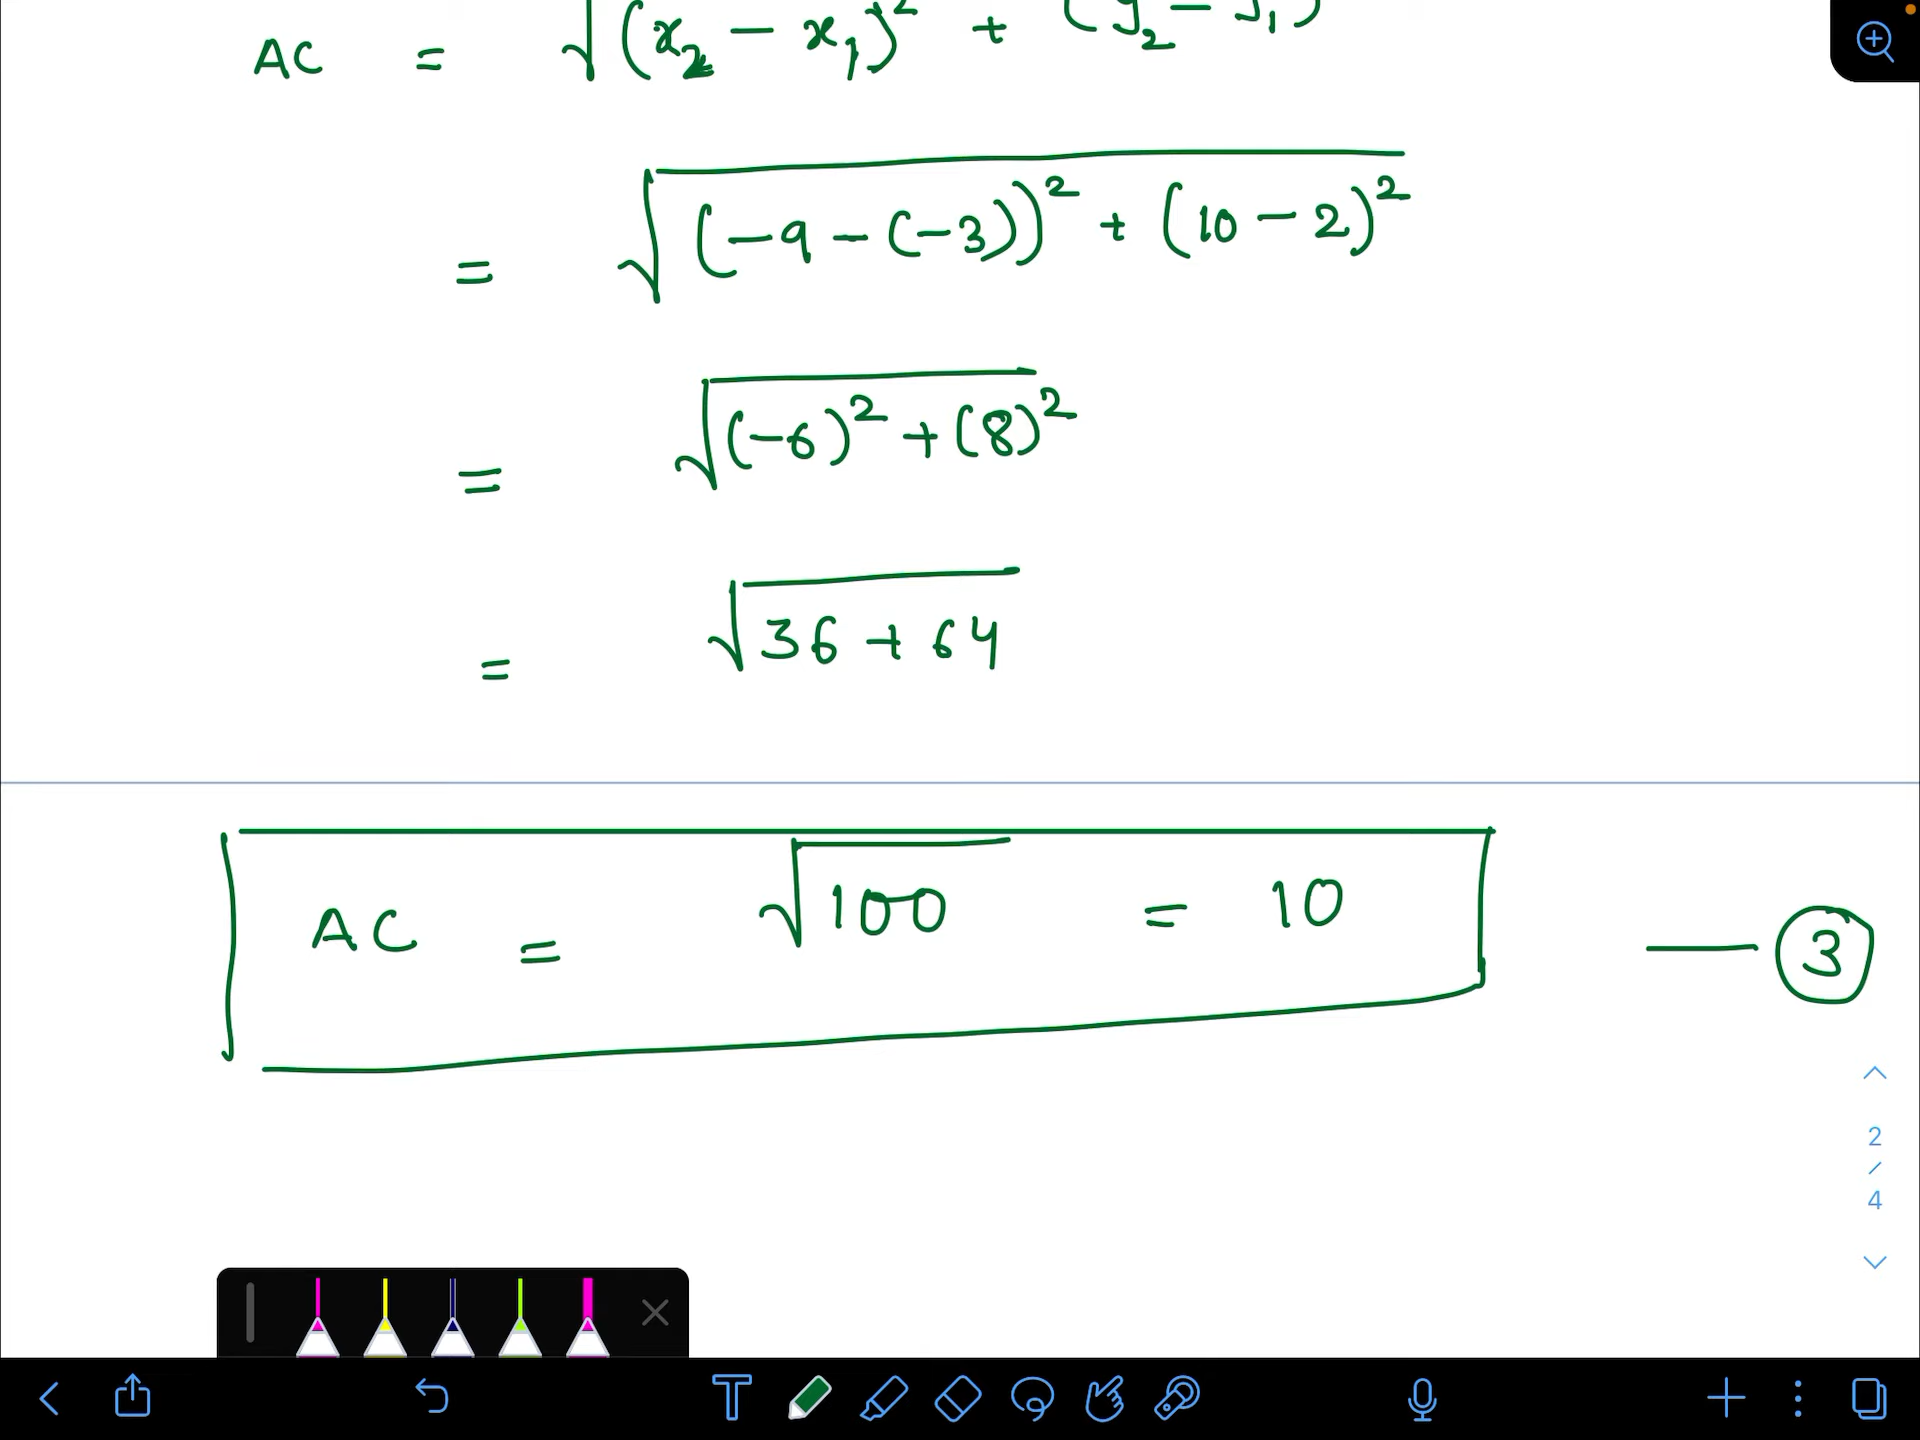 AC = √(x₂ − x₁)² + (y₂ − y₁)
= √(−9 − (−3))² + (10 − 2)²
= √(−6)² + (8)²
= √36 + 64
AC = √100 = 10 — ③
2
/
4
T